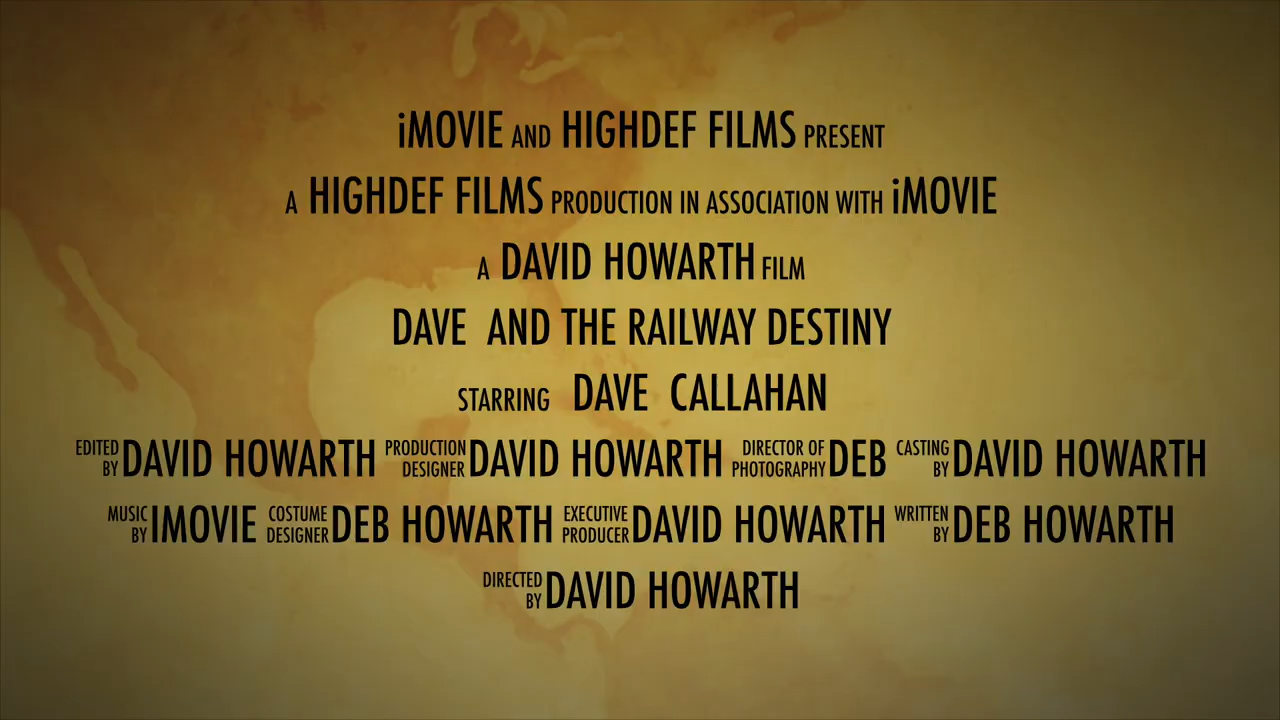 iMOVIE AND HIGHDEF FILMS PRESENT
A HIGHDEF FILMS PRODUCTION IN ASSOCIATION WITH iMOVIE
A DAVID HOWARTH FILM
DAVE AND THE RAILWAY DESTINY
STARRING DAVE CALLAHAN
EDITED BY DAVID HOWARTH PRODUCTION DESIGNER DAVID HOWARTH DIRECTOR OF PHOTOGRAPHY DEB CASTING BY DAVID HOWARTH
MUSIC BY IMOVIE COSTUME DESIGNER DEB HOWARTH EXECUTIVE PRODUCER DAVID HOWARTH WRITTEN BY DEB HOWARTH
DIRECTED BY DAVID HOWARTH